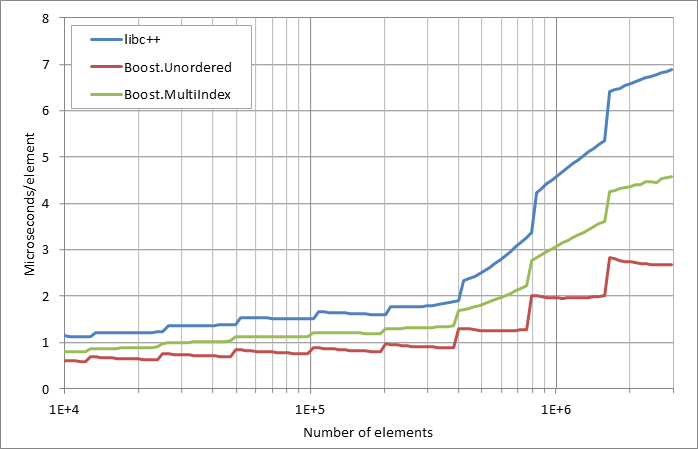 8
7
6
5
4
3
2
1
0
Microseconds/element
libc++
Boost.Unordered
Boost.MultiIndex
1E+4
1E+5
1E+6
Number of elements